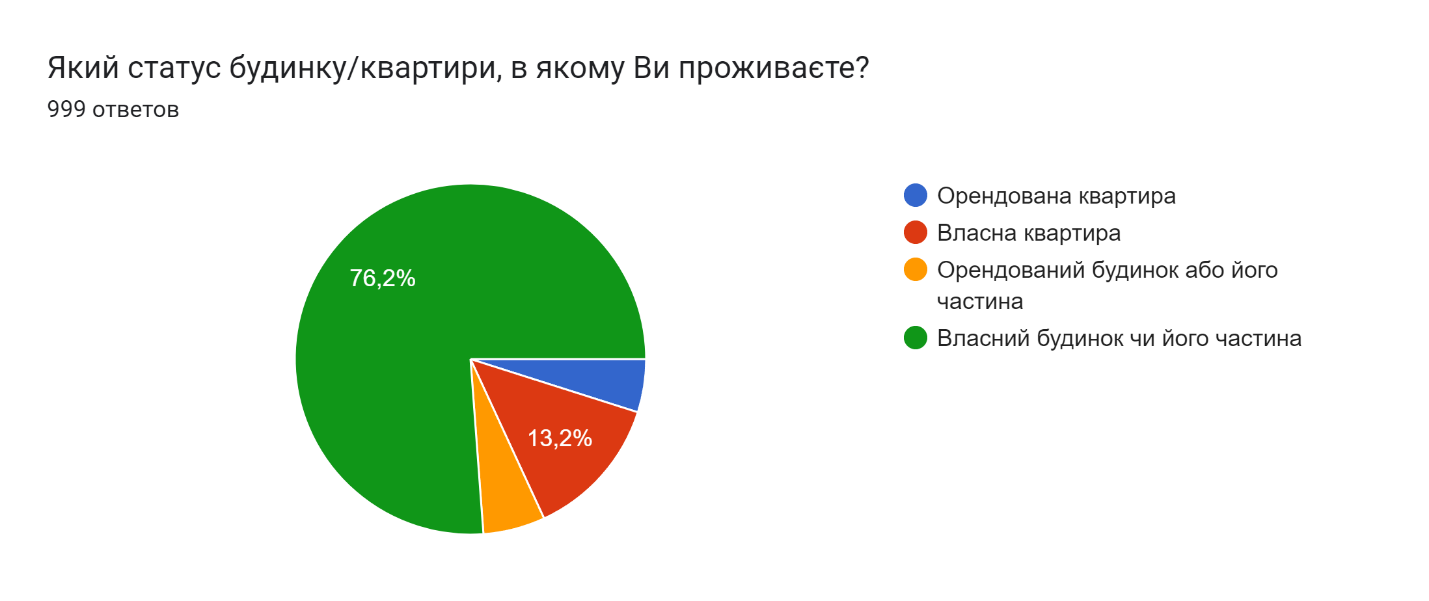 Який статус будинку/квартири, в якому Ви проживаєте?
999 ответов
76,2%
13,2%
Орендована квартира
Власна квартира
Орендований будинок або його
частина
Власний будинок чи його частина